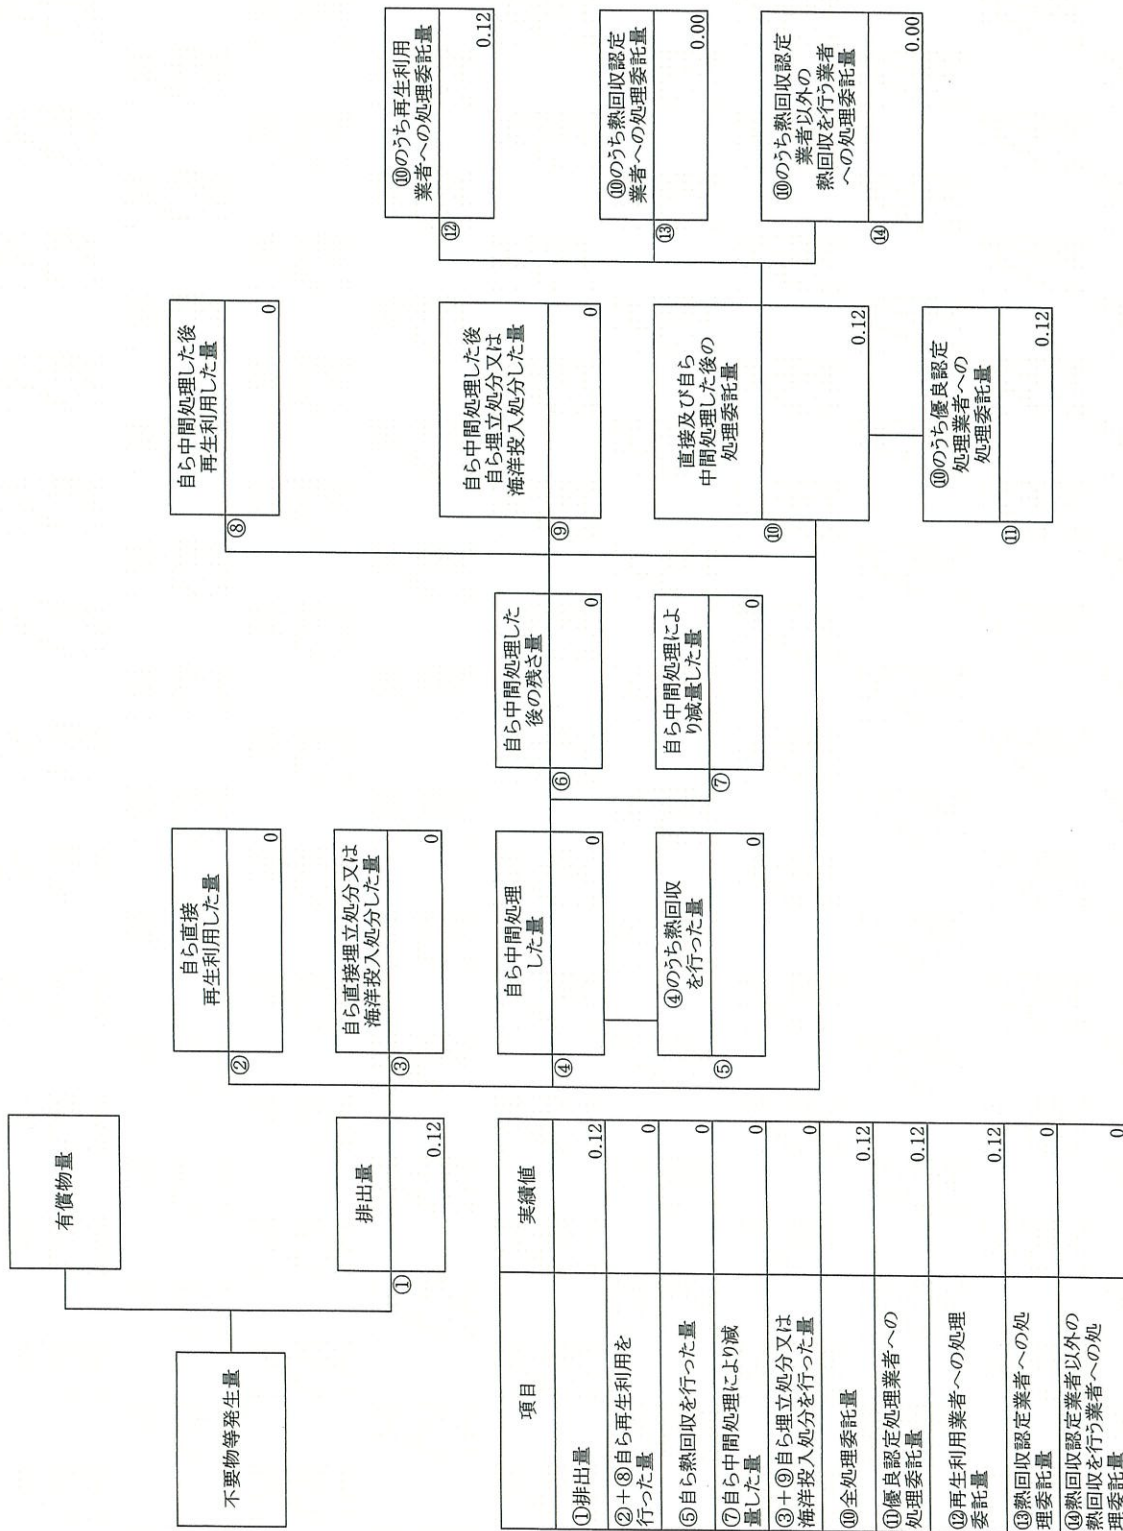 不要物等発生量
有償物量
排出量
①
0.12
自ら直接
再生利用した量
②
0
自ら直接埋立処分又は
海洋投入処分した量
③
0
自ら中間処理
した量
④
0
④のうち熱回収
を行った量
⑤
0
自ら中間処理した
後の残さ量
⑥
0
自ら中間処理によ
り減量した量
⑦
0
自ら中間処理した後
再生利用した量
⑧
0
自ら中間処理した後
自ら埋立処分又は
海洋投入処分した量
⑨
0
直接及び自ら
中間処理した後の
処理委託量
⑩
0.12
⑩のうち優良認定
処理業者への
処理委託量
⑪
0.12
⑩のうち再生利用
業者への処理委託量
⑫
0.12
⑩のうち熱回収認定
業者への処理委託量
⑬
0.00
⑩のうち熱回収認定
業者以外の
熱回収を行う業者
への処理委託量
⑭
0.00
項目 実績値
①排出量 0.12
②+⑧自ら再生利用を
行った量 0
⑤自ら熱回収を行った量 0
⑦自ら中間処理により減
量した量 0
③+⑨自ら埋立処分又は
海洋投入処分を行った量 0
⑩全処理委託量 0.12
⑪優良認定処理業者への
処理委託量 0.12
⑫再生利用業者への処理
委託量 0.12
⑬熱回収認定業者への処
理委託量 0
⑭熱回収認定業者以外の
熱回収を行う業者への処
理委託量 0